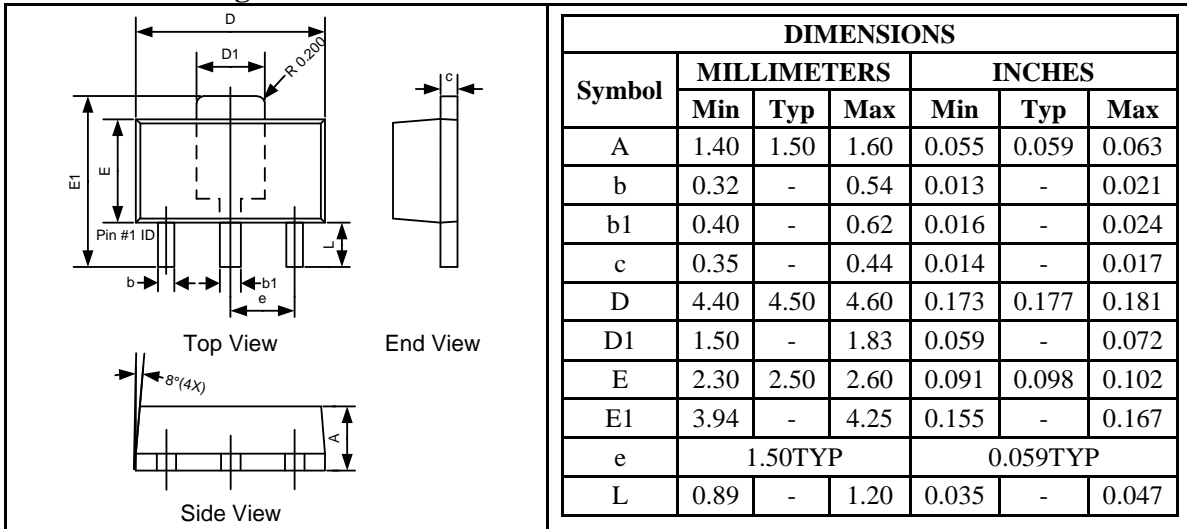 D
D1
R 0.200
c
E1
E
Pin #1 ID
L
b
b1
e
Top View
End View
8°(4X)
A
Side View
DIMENSIONS
Symbol MILLIMETERS INCHES
Min Typ Max Min Typ Max
A 1.40 1.50 1.60 0.055 0.059 0.063
b 0.32 - 0.54 0.013 - 0.021
b1 0.40 - 0.62 0.016 - 0.024
c 0.35 - 0.44 0.014 - 0.017
D 4.40 4.50 4.60 0.173 0.177 0.181
D1 1.50 - 1.83 0.059 - 0.072
E 2.30 2.50 2.60 0.091 0.098 0.102
E1 3.94 - 4.25 0.155 - 0.167
e 1.50TYP 0.059TYP
L 0.89 - 1.20 0.035 - 0.047